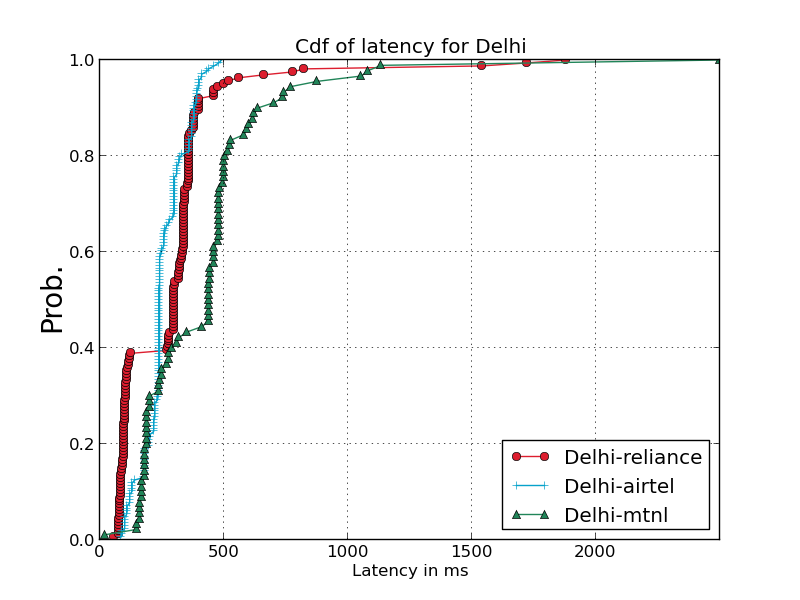 Cdf of latency for Delhi
1.0
0.8
0.6
0.4
0.2
0.0
Prob.
0
500
1000
1500
2000
Latency in ms
Delhi-reliance
Delhi-airtel
Delhi-mtnl